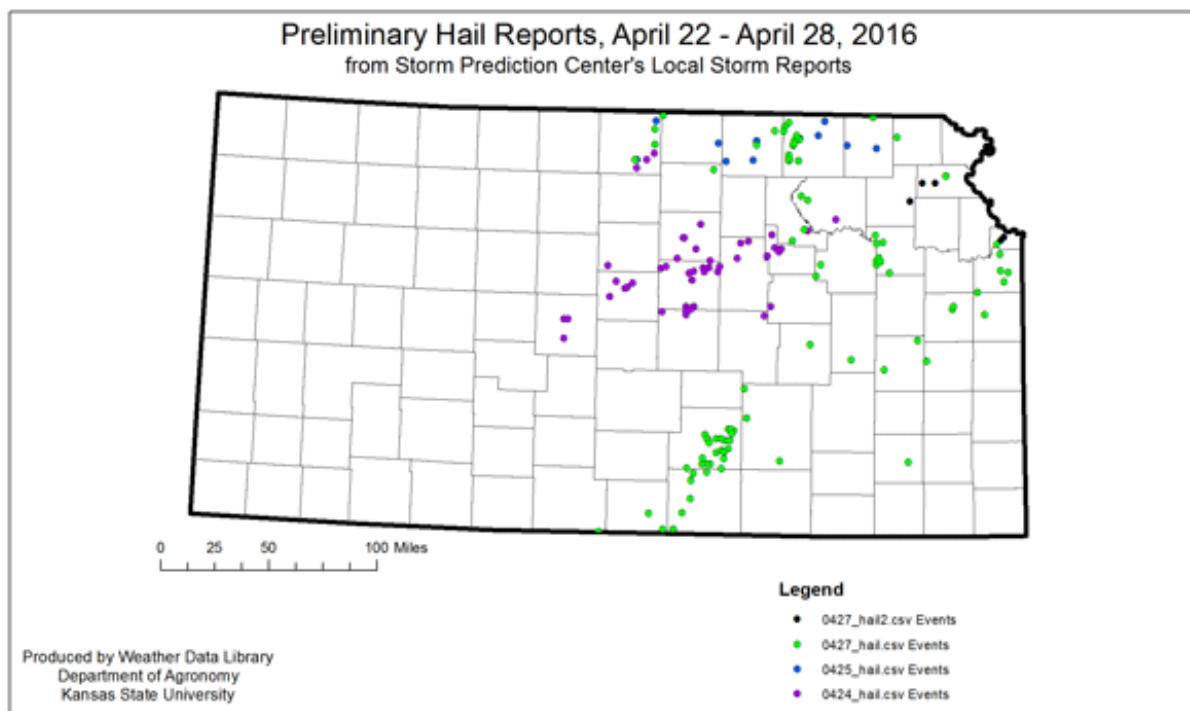 Preliminary Hail Reports, April 22 - April 28, 2016
from Storm Prediction Center's Local Storm Reports
0 25 50 100 Miles
Legend
0427_hail2.csv Events
0427_hail.csv Events
0425_hail.csv Events
0424_hail.csv Events
Produced by Weather Data Library
Department of Agronomy
Kansas State University